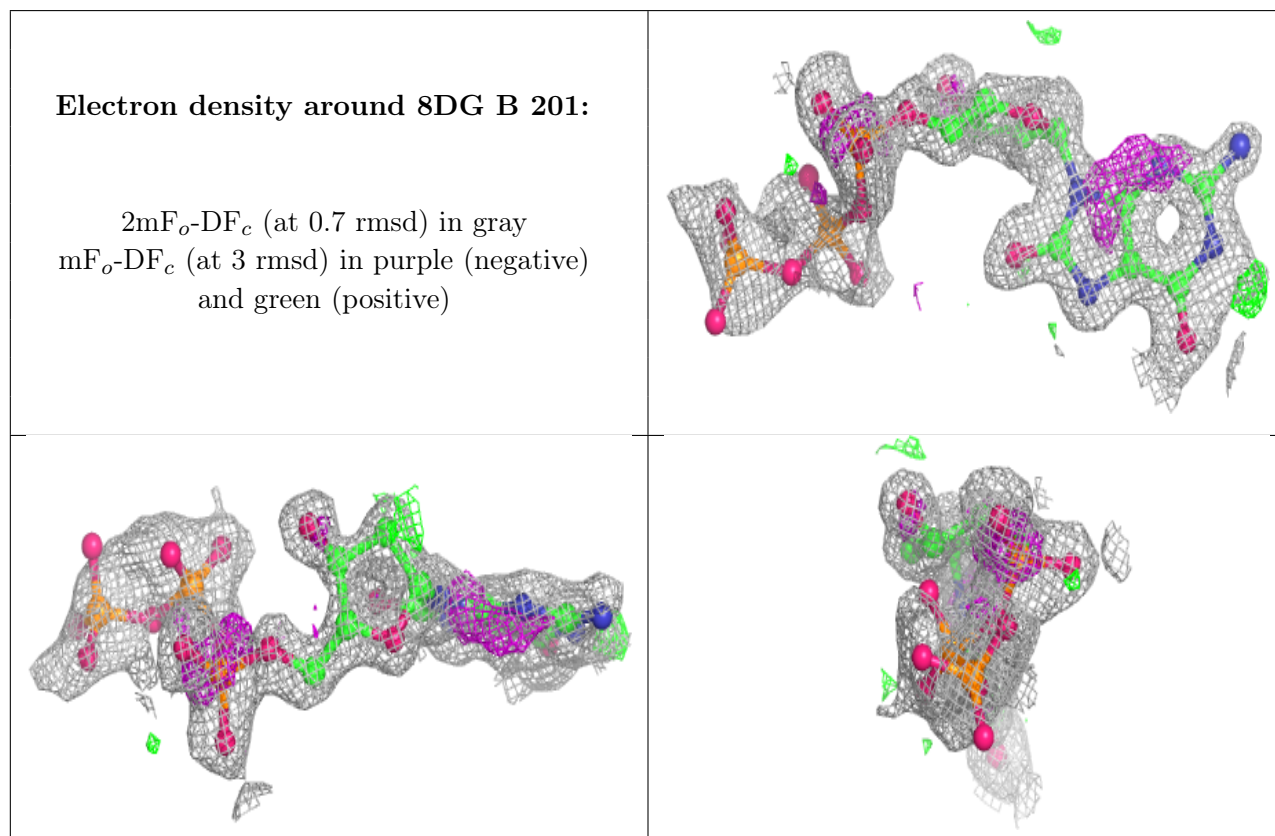 Electron density around 8DG B 201:
2mFo-DFc (at 0.7 rmsd) in gray
mFo-DFc (at 3 rmsd) in purple (negative)
and green (positive)